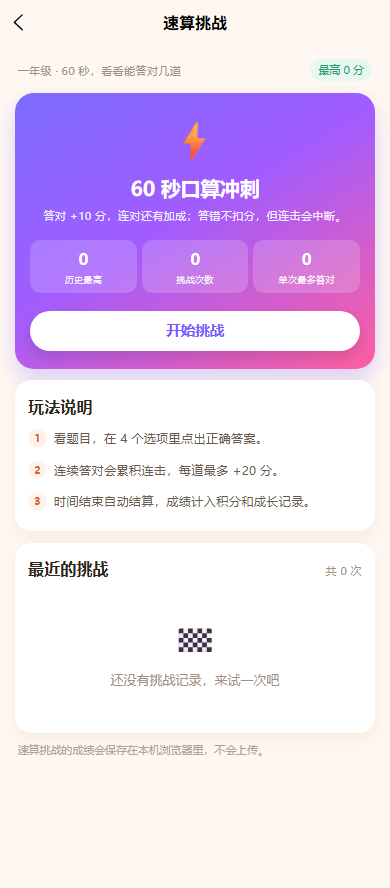 速算挑战
一年级 · 60 秒，看看能答对几道
最高 0 分
60 秒口算冲刺
答对 +10 分，连对还有加成；答错不扣分，但连击会中断。
0
历史最高
0
挑战次数
0
单次最多答对
开始挑战
玩法说明
1 看题目，在 4 个选项里点出正确答案。
2 连续答对会累积连击，每道最多 +20 分。
3 时间结束自动结算，成绩计入积分和成长记录。
最近的挑战
共 0 次
还没有挑战记录，来试一次吧
速算挑战的成绩会保存在本机浏览器里，不会上传。